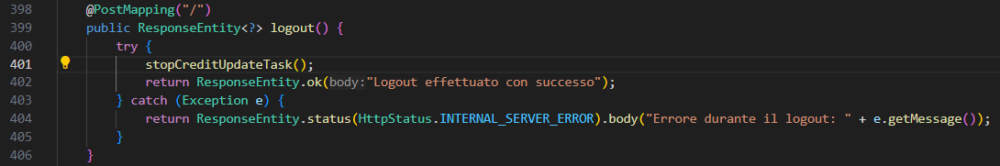 398 @PostMapping("/")
399 public ResponseEntity<?> logout() {
400 try {
401 stopCreditUpdateTask();
402 return ResponseEntity.ok(body:"Logout effettuato con successo");
403 } catch (Exception e) {
404 return ResponseEntity.status(HttpStatus.INTERNAL_SERVER_ERROR).body("Errore durante il logout: " + e.getMessage());
405 }
406 }